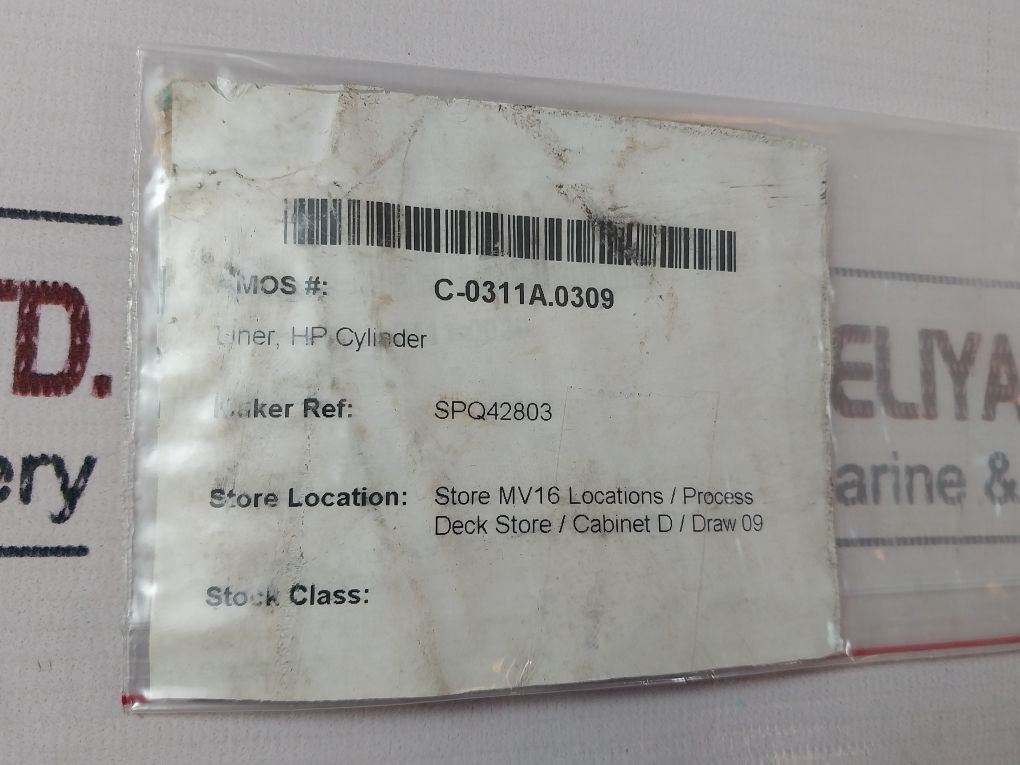 MOS #: C-0311A.0309
Liner, HP Cylinder
Maker Ref: SPQ42803
Store Location: Store MV16 Locations / Process
Deck Store / Cabinet D / Draw 09
Stock Class:
TD.
ery
ELIYA
arine &